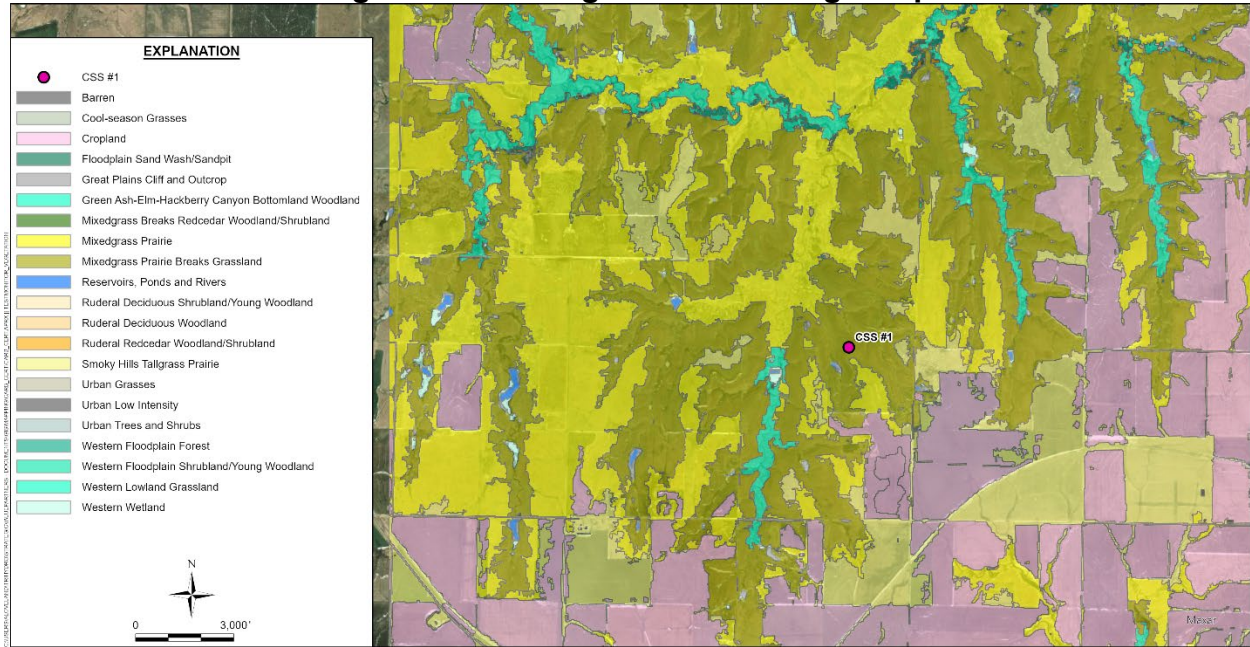 EXPLANATION
CSS #1
Barren
Cool-season Grasses
Cropland
Floodplain Sand Wash/Sandpit
Great Plains Cliff and Outcrop
Green Ash-Elm-Hackberry Canyon Bottomland Woodland
Mixedgrass Breaks Redcedar Woodland/Shrubland
Mixedgrass Prairie
Mixedgrass Prairie Breaks Grassland
Reservoirs, Ponds and Rivers
Ruderal Deciduous Shrubland/Young Woodland
Ruderal Deciduous Woodland
Ruderal Redcedar Woodland/Shrubland
Smoky Hills Tallgrass Prairie
Urban Grasses
Urban Low Intensity
Urban Trees and Shrubs
Western Floodplain Forest
Western Floodplain Shrubland/Young Woodland
Western Lowland Grassland
Western Wetland
N
0 3,000'
CSS #1
Maxar